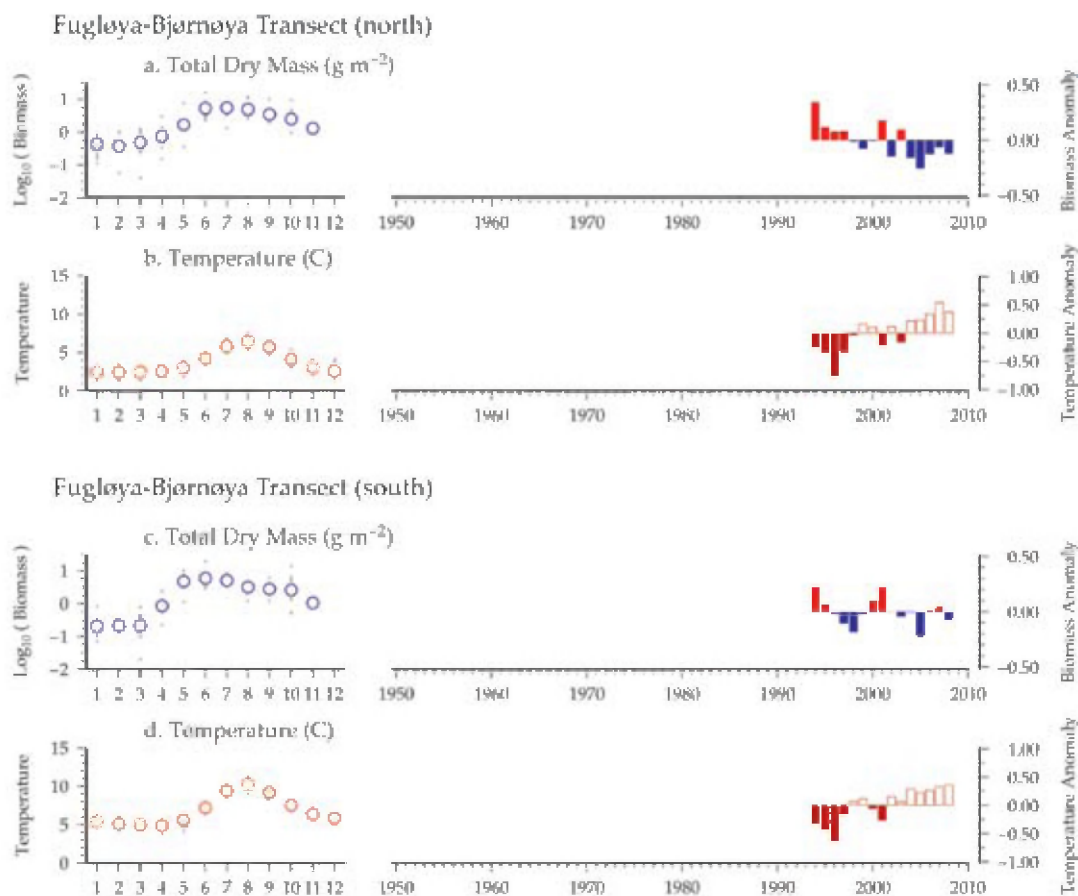 Fugløya-Bjørnøya Transect (north)
a. Total Dry Mass (g m⁻²)
Log₁₀ ( Biomass )
1
0
−1
−2
1 2 3 4 5 6 7 8 9 10 11 12
1950 1960 1970 1980 1990 2000 2010
0.50
0.00
−0.50
Biomass Anomaly
b. Temperature (C)
Temperature
15
10
5
0
1 2 3 4 5 6 7 8 9 10 11 12
1950 1960 1970 1980 1990 2000 2010
1.00
0.50
0.00
−0.50
−1.00
Temperature Anomaly
Fugløya-Bjørnøya Transect (south)
c. Total Dry Mass (g m⁻²)
Log₁₀ ( Biomass )
1
0
−1
−2
1 2 3 4 5 6 7 8 9 10 11 12
1950 1960 1970 1980 1990 2000 2010
0.50
0.00
−0.50
Biomass Anomaly
d. Temperature (C)
Temperature
15
10
5
0
1 2 3 4 5 6 7 8 9 10 11 12
1950 1960 1970 1980 1990 2000 2010
1.00
0.50
0.00
−0.50
−1.00
Temperature Anomaly